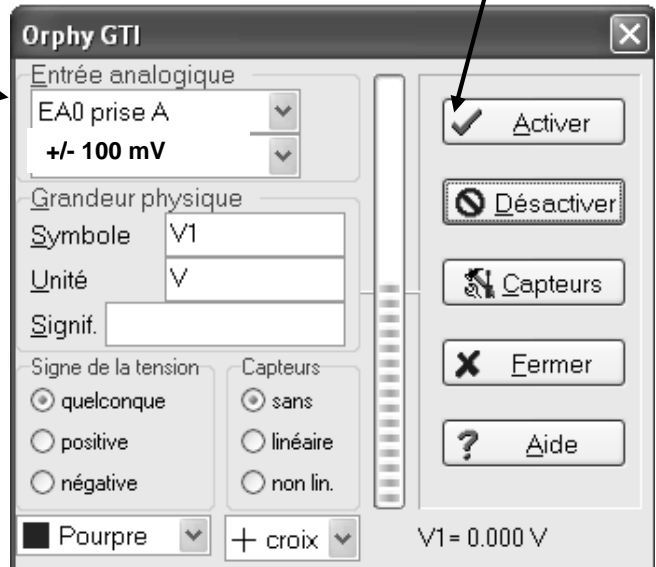 Orphy GTI
Entrée analogique
EA0 prise A
+/- 100 mV
Grandeur physique
Symbole V1
Unité V
Signif.
Signe de la tension
quelconque
positive
négative
Capteurs
sans
linéaire
non lin.
Pourpre
croix
Activer
Désactiver
Capteurs
Fermer
Aide
V1= 0.000 V